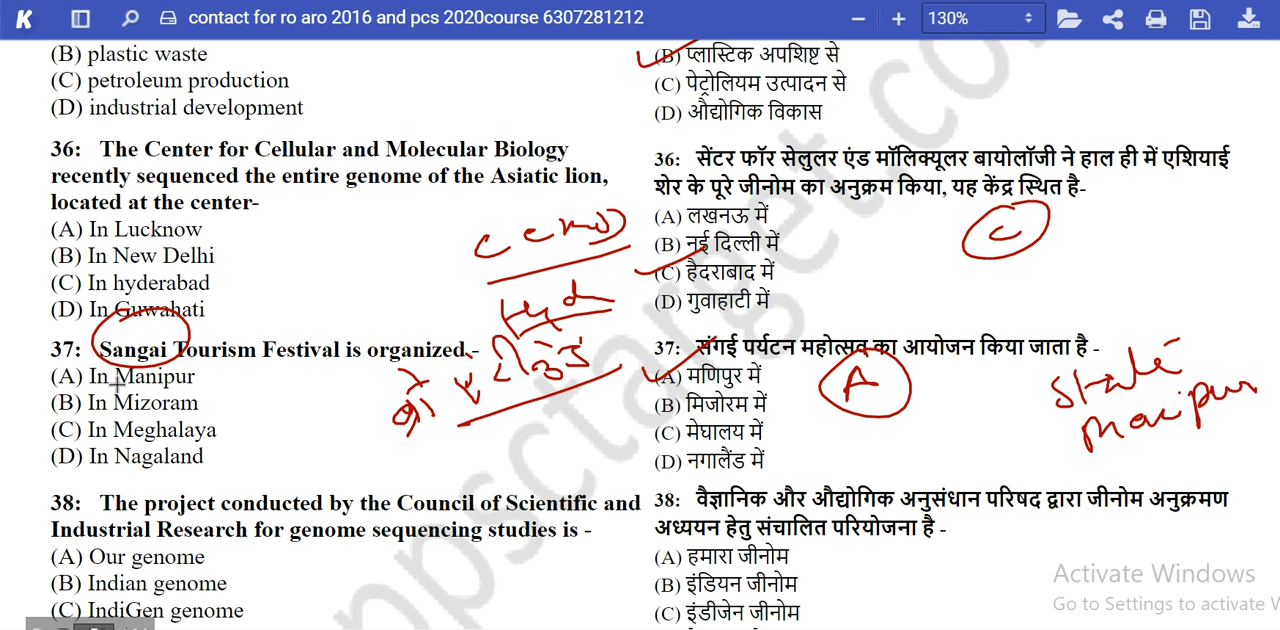 contact for ro aro 2016 and pcs 2020course 6307281212
130%
(B) plastic waste
(C) petroleum production
(D) industrial development
36: The Center for Cellular and Molecular Biology
recently sequenced the entire genome of the Asiatic lion,
located at the center-
(A) In Lucknow
(B) In New Delhi
(C) In hyderabad
(D) In Guwahati
37: Sangai Tourism Festival is organized -
(A) In Manipur
(B) In Mizoram
(C) In Meghalaya
(D) In Nagaland
38: The project conducted by the Council of Scientific and
Industrial Research for genome sequencing studies is -
(A) Our genome
(B) Indian genome
(C) IndiGen genome
(B) प्लास्टिक अपशिष्ट से
(C) पेट्रोलियम उत्पादन से
(D) औद्योगिक विकास
36: सेंटर फॉर सेलुलर एंड मॉलिक्यूलर बायोलॉजी ने हाल ही में एशियाई
शेर के पूरे जीनोम का अनुक्रम किया, यह केंद्र स्थित है-
(A) लखनऊ में
(B) नई दिल्ली में
(C) हैदराबाद में
(D) गुवाहाटी में
C
37: संगई पर्यटन महोत्सव का आयोजन किया जाता है -
(A) मणिपुर में
(B) मिजोरम में
(C) मेघालय में
(D) नगालैंड में
A
State
Manipur
38: वैज्ञानिक और औद्योगिक अनुसंधान परिषद द्वारा जीनोम अनुक्रमण
अध्ययन हेतु संचालित परियोजना है -
(A) हमारा जीनोम
(B) इंडियन जीनोम
(C) इंडीजेन जीनोम
Hyd
Activate Windows
Go to Settings to activate